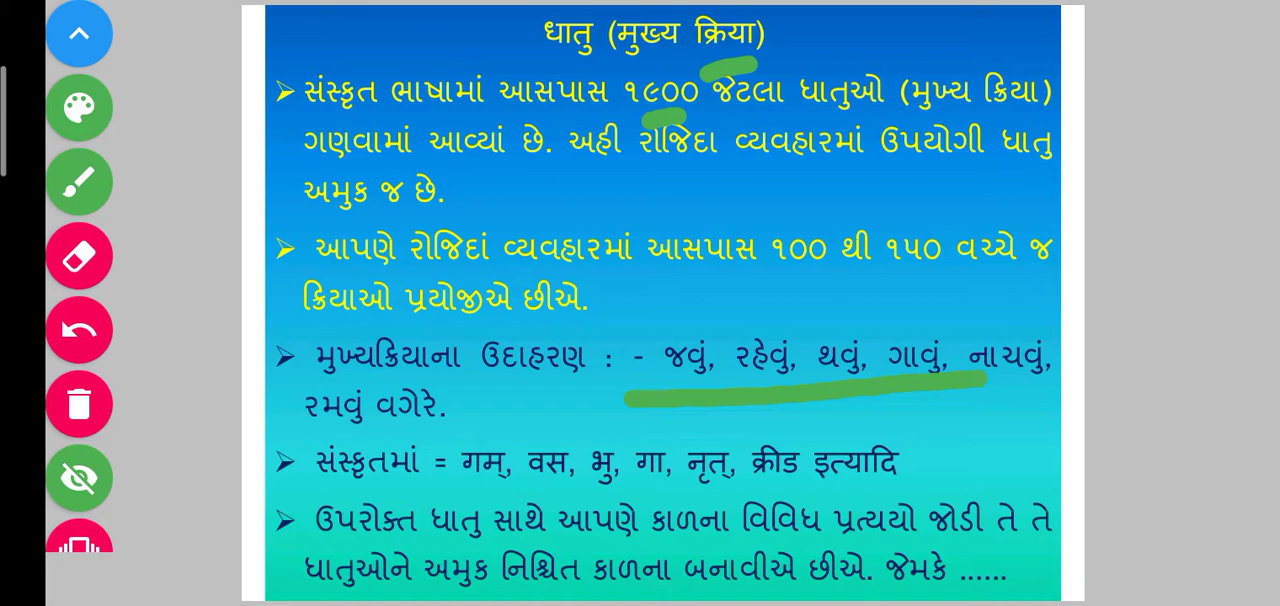 ધાતુ (મુખ્ય ક્રિયા)
➢ સંસ્કૃત ભાષામાં આસપાસ ૧૯૦૦ જેટલા ધાતુઓ (મુખ્ય ક્રિયા)
ગણવામાં આવ્યાં છે. અહી રોજિદા વ્યવહારમાં ઉપયોગી ધાતુ
અમુક જ છે.
➢ આપણે રોજિદાં વ્યવહારમાં આસપાસ ૧૦૦ થી ૧૫૦ વચ્ચે જ
ક્રિયાઓ પ્રયોજીએ છીએ.
➢ મુખ્યક્રિયાના ઉદાહરણ : - જવું, રહેવું, થવું, ગાવું, નાચવું,
રમવું વગેરે.
➢ સંસ્કૃતમાં = गम्, वस, भु, गा, नृत्, क्रीड इत्यादि
➢ ઉપરોક્ત ધાતુ સાથે આપણે કાળના વિવિધ પ્રત્યયો જોડી તે તે
ધાતુઓને અમુક નિશ્ચિત કાળના બનાવીએ છીએ. જેમકે ......